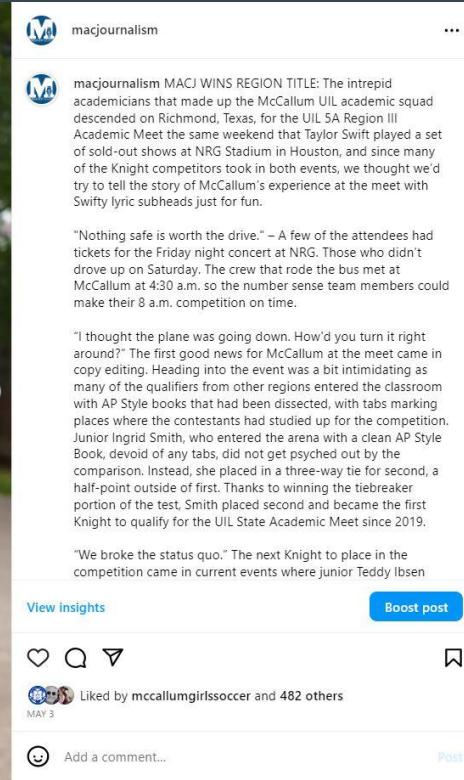 macjournalism
macjournalism MACJ WINS REGION TITLE: The intrepid
academicians that made up the McCallum UIL academic squad
descended on Richmond, Texas, for the UIL 5A Region III
Academic Meet the same weekend that Taylor Swift played a set
of sold-out shows at NRG Stadium in Houston, and since many
of the Knight competitors took in both events, we thought we'd
try to tell the story of McCallum's experience at the meet with
Swifty lyric subheads just for fun.
"Nothing safe is worth the drive." – A few of the attendees had
tickets for the Friday night concert at NRG. Those who didn't
drove up on Saturday. The crew that rode the bus met at
McCallum at 4:30 a.m. so the number sense team members could
make their 8 a.m. competition on time.
"I thought the plane was going down. How'd you turn it right
around?" The first good news for McCallum at the meet came in
copy editing. Heading into the event was a bit intimidating as
many of the qualifiers from other regions entered the classroom
with AP Style books that had been dissected, with tabs marking
places where the contestants had studied up for the competition.
Junior Ingrid Smith, who entered the arena with a clean AP Style
Book, devoid of any tabs, did not get psyched out by the
comparison. Instead, she placed in a three-way tie for second, a
half-point outside of first. Thanks to winning the tiebreaker
portion of the test, Smith placed second and became the first
Knight to qualify for the UIL State Academic Meet since 2019.
"We broke the status quo." The next Knight to place in the
competition came in current events where junior Teddy Ibsen
View insights
Boost post
Liked by mccallumgirlssoccer and 482 others
MAY 3
Add a comment...
Post